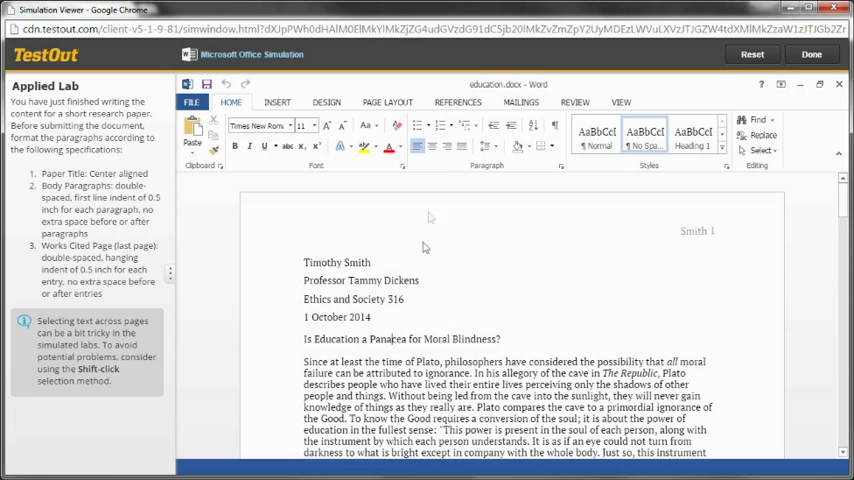 Simulation Viewer - Google Chrome
TestOut
Microsoft Office Simulation
Reset
Done
Applied Lab
You have just finished writing the
content for a short research paper.
Before submitting the document,
format the paragraphs according to
the following specifications:
1. Paper Title: Center aligned
2. Body Paragraphs: double-
spaced, first line indent of 0.5
inch for each paragraph, no
extra space before or after
paragraphs
3. Works Cited Page (last page):
double-spaced, hanging
indent of 0.5 inch for each
entry, no extra space before
or after entries
Selecting text across pages
can be a bit tricky in the
simulated labs. To avoid
potential problems, consider
using the Shift-click
selection method.
education.docx - Word
FILE
HOME
INSERT
DESIGN
PAGE LAYOUT
REFERENCES
MAILINGS
REVIEW
VIEW
Paste
Times New Rom
11
AaBbCcI
AaBbCcI
AaBbCcI
¶ Normal
¶ No Spa...
Heading 1
Find
Replace
Select
Clipboard
Font
Paragraph
Styles
Editing
Smith 1
Timothy Smith
Professor Tammy Dickens
Ethics and Society 316
1 October 2014
Is Education a Panacea for Moral Blindness?
Since at least the time of Plato, philosophers have considered the possibility that all moral
failure can be attributed to ignorance. In his allegory of the cave in The Republic, Plato
describes people who have lived their entire lives perceiving only the shadows of other
people and things. Without being led from the cave into the sunlight, they will never gain
knowledge of things as they really are. Plato compares the cave to a primordial ignorance of
the Good. To know the Good requires a conversion of the soul; it is about the power of
education in the fullest sense: "This power is present in the soul of each person, along with
the instrument by which each person understands. It is as if an eye could not turn from
darkness to what is bright except in company with the whole body. Just so, this instrument